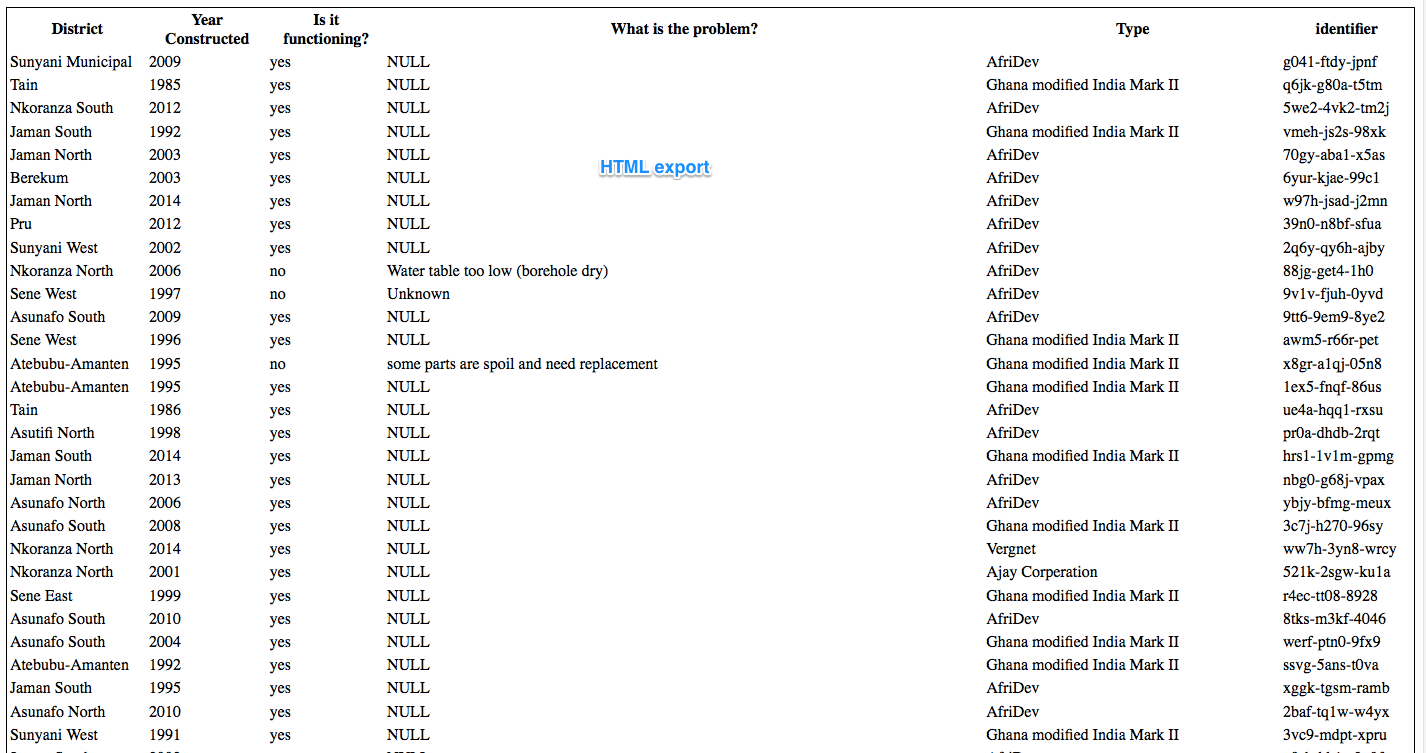 District Year Constructed Is it functioning? What is the problem? Type identifier
Sunyani Municipal 2009 yes NULL AfriDev g041-ftdy-jpnf
Tain 1985 yes NULL Ghana modified India Mark II q6jk-g80a-t5tm
Nkoranza South 2012 yes NULL AfriDev 5we2-4vk2-tm2j
Jaman South 1992 yes NULL Ghana modified India Mark II vmeh-js2s-98xk
Jaman North 2003 yes NULL AfriDev 70gy-aba1-x5as
HTML export
Berekum 2003 yes NULL AfriDev 6yur-kjae-99c1
Jaman North 2014 yes NULL AfriDev w97h-jsad-j2mn
Pru 2012 yes NULL AfriDev 39n0-n8bf-sfua
Sunyani West 2002 yes NULL AfriDev 2q6y-qy6h-ajby
Nkoranza North 2006 no Water table too low (borehole dry) AfriDev 88jg-get4-1h0
Sene West 1997 no Unknown AfriDev 9v1v-fjuh-0yvd
Asunafo South 2009 yes NULL AfriDev 9tt6-9em9-8ye2
Sene West 1996 yes NULL Ghana modified India Mark II awm5-r66r-pet
Atebubu-Amanten 1995 no some parts are spoil and need replacement Ghana modified India Mark II x8gr-a1qj-05n8
Atebubu-Amanten 1995 yes NULL Ghana modified India Mark II 1ex5-fnqf-86us
Tain 1986 yes NULL AfriDev ue4a-hqq1-rxsu
Asutifi North 1998 yes NULL AfriDev pr0a-dhdb-2rqt
Jaman South 2014 yes NULL Ghana modified India Mark II hrs1-1v1m-gpmg
Jaman North 2013 yes NULL AfriDev nbg0-g68j-vpax
Asunafo North 2006 yes NULL AfriDev ybjy-bfmg-meux
Asunafo South 2008 yes NULL Ghana modified India Mark II 3c7j-h270-96sy
Nkoranza North 2014 yes NULL Vergnet ww7h-3yn8-wrcy
Nkoranza North 2001 yes NULL Ajay Corperation 521k-2sgw-ku1a
Sene East 1999 yes NULL Ghana modified India Mark II r4ec-tt08-8928
Asunafo South 2010 yes NULL AfriDev 8tks-m3kf-4046
Asunafo South 2004 yes NULL Ghana modified India Mark II werf-ptn0-9fx9
Atebubu-Amanten 1992 yes NULL Ghana modified India Mark II ssvg-5ans-t0va
Jaman South 1995 yes NULL AfriDev xggk-tgsm-ramb
Asunafo North 2010 yes NULL AfriDev 2baf-tq1w-w4yx
Sunyani West 1991 yes NULL Ghana modified India Mark II 3vc9-mdpt-xpru